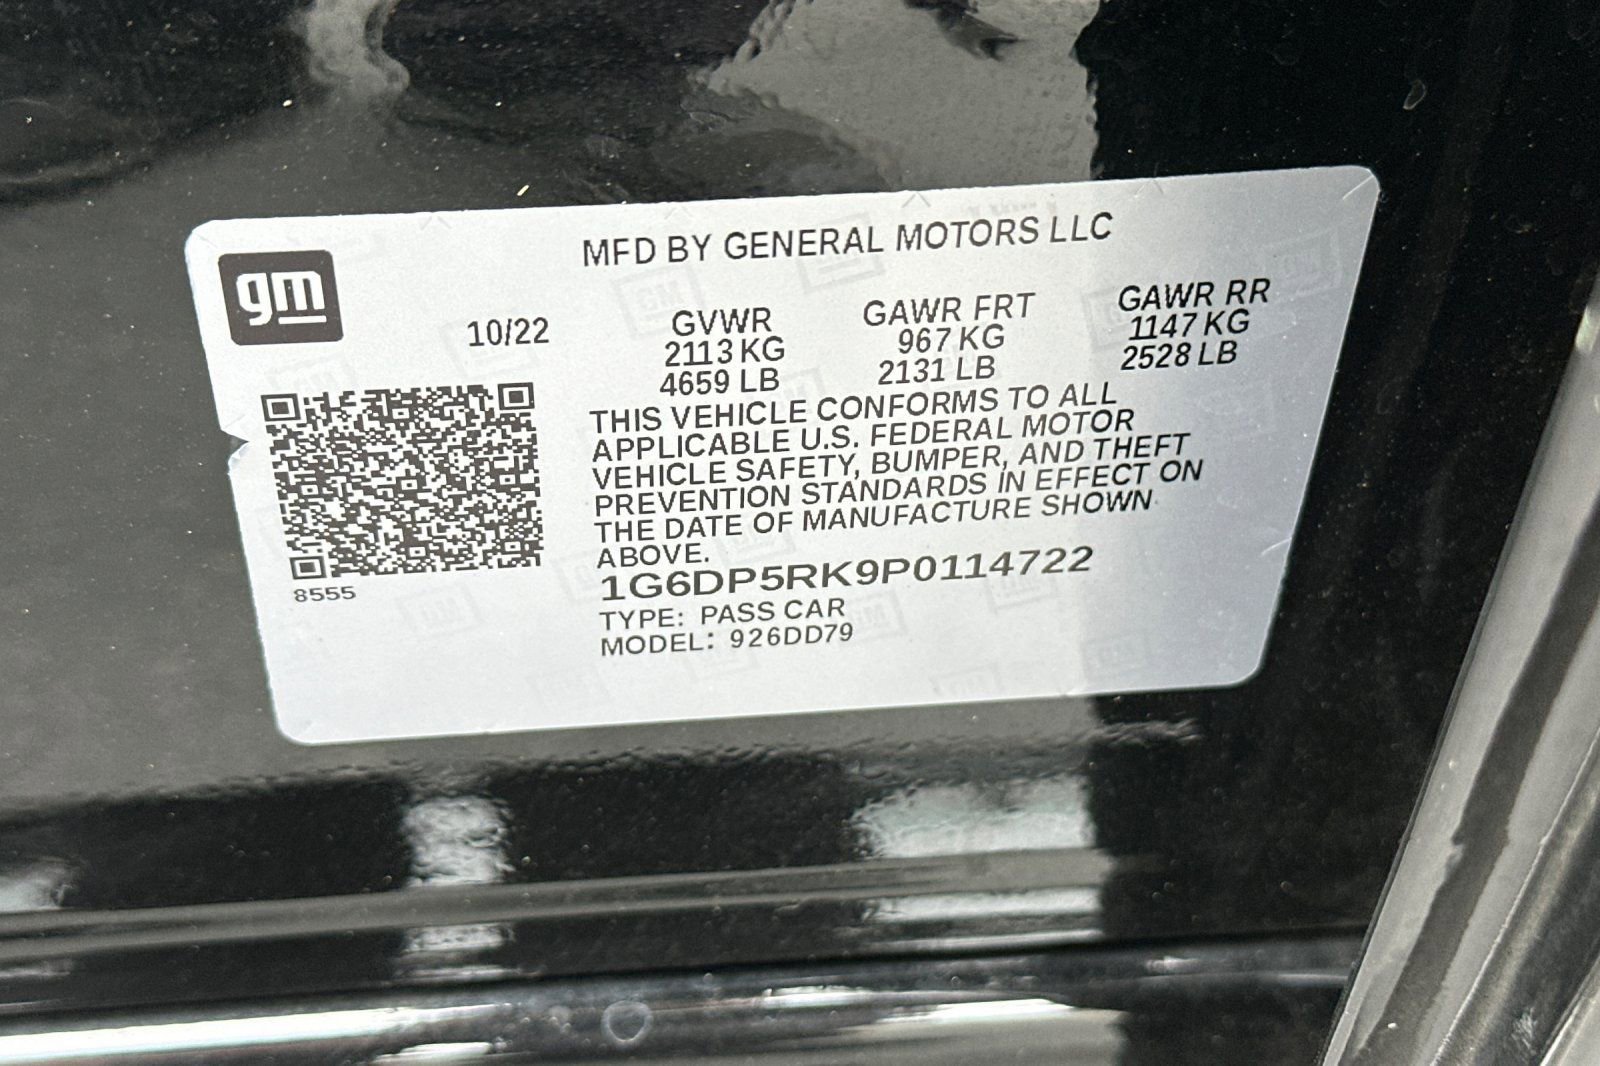 gm
MFD BY GENERAL MOTORS LLC
10/22
GVWR
2113 KG
4659 LB
GAWR FRT
967 KG
2131 LB
GAWR RR
1147 KG
2528 LB
THIS VEHICLE CONFORMS TO ALL
APPLICABLE U.S. FEDERAL MOTOR
VEHICLE SAFETY, BUMPER, AND THEFT
PREVENTION STANDARDS IN EFFECT ON
THE DATE OF MANUFACTURE SHOWN
ABOVE.
1G6DP5RK9P0114722
TYPE: PASS CAR
MODEL: 926DD79
8555